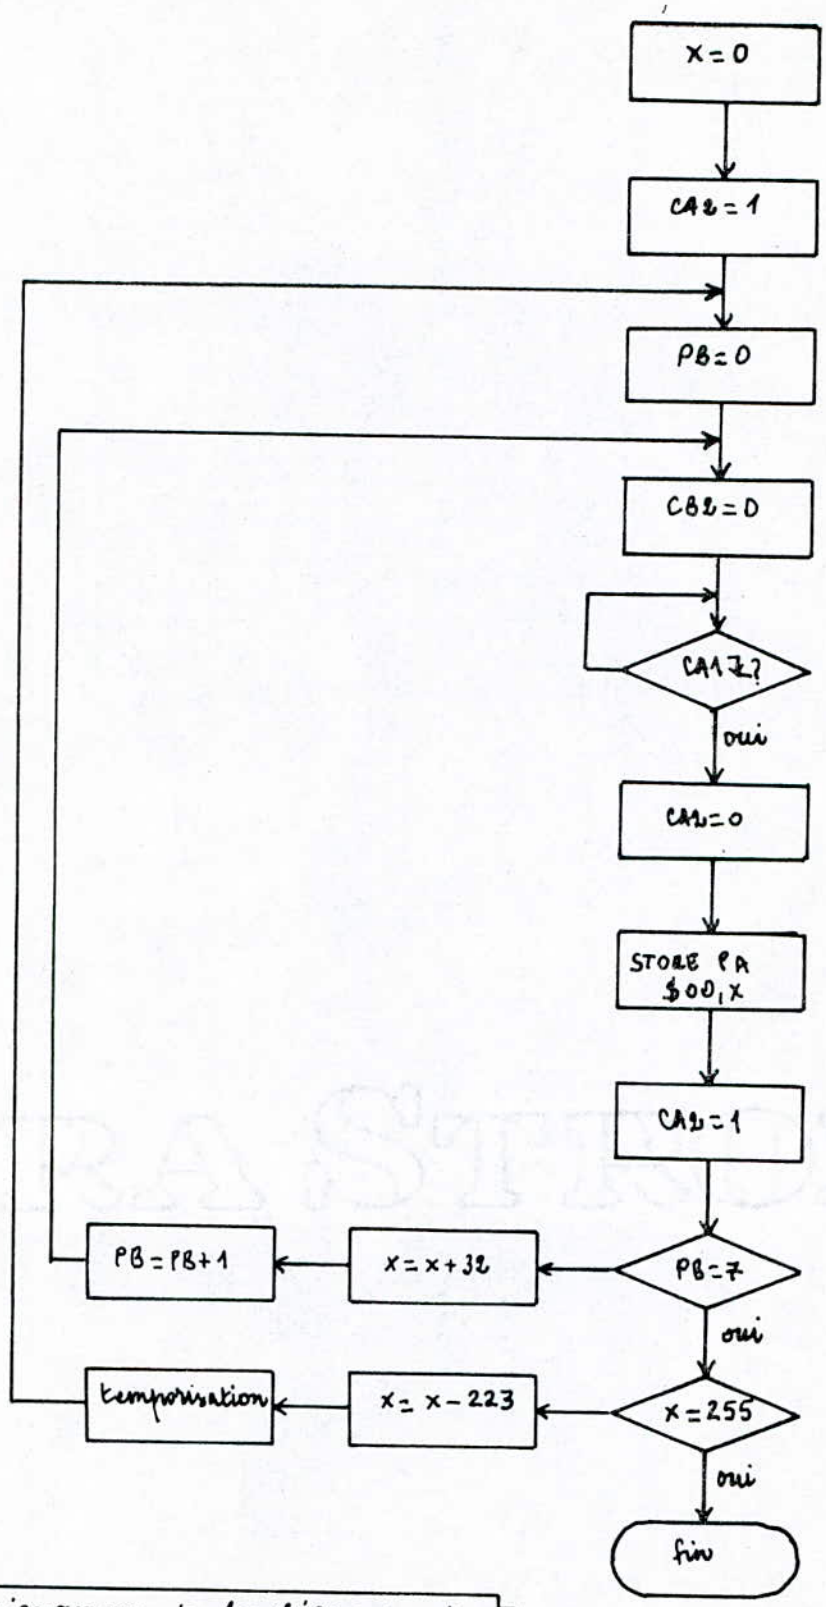 X = 0
CA2 = 1
PB = 0
CB2 = 0
CA1 ?
oui
CA2 = 0
STORE PA
$00,X
CA2 = 1
PB = 7
X = X + 32
PB = PB + 1
oui
X = 255
X = X - 223
temporisation
oui
fin